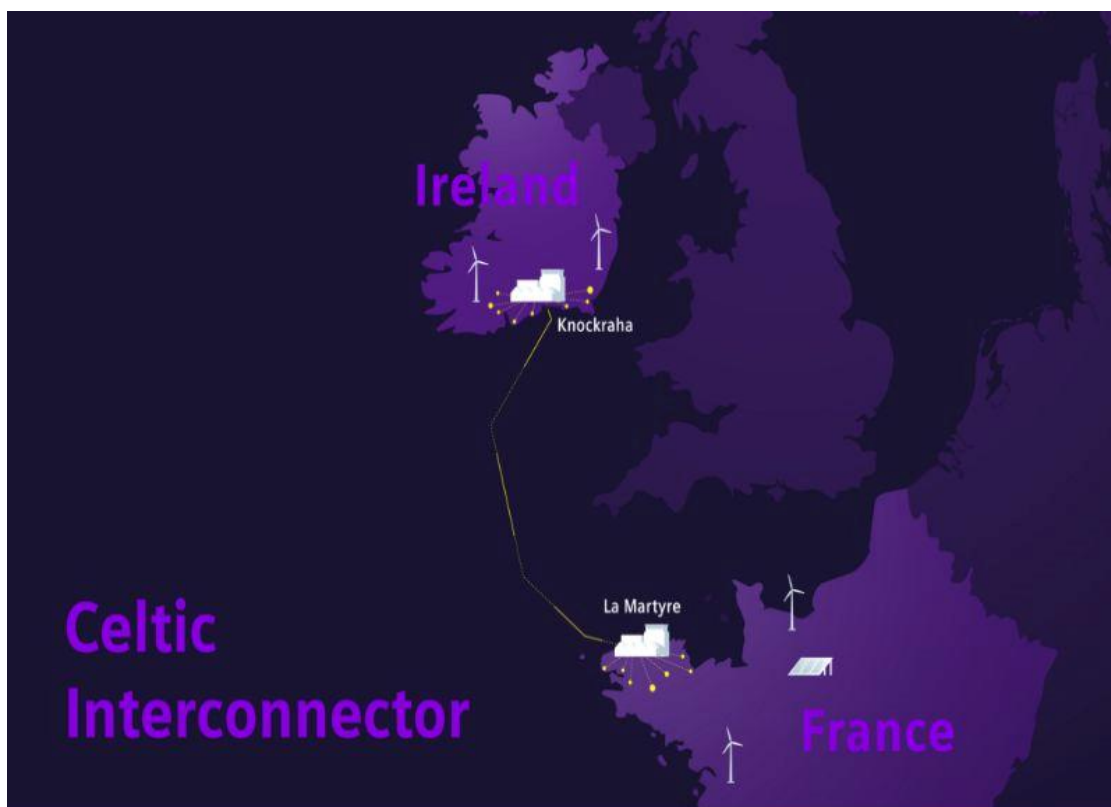 Ireland
Knockraha
La Martyre
Celtic
Interconnector
France